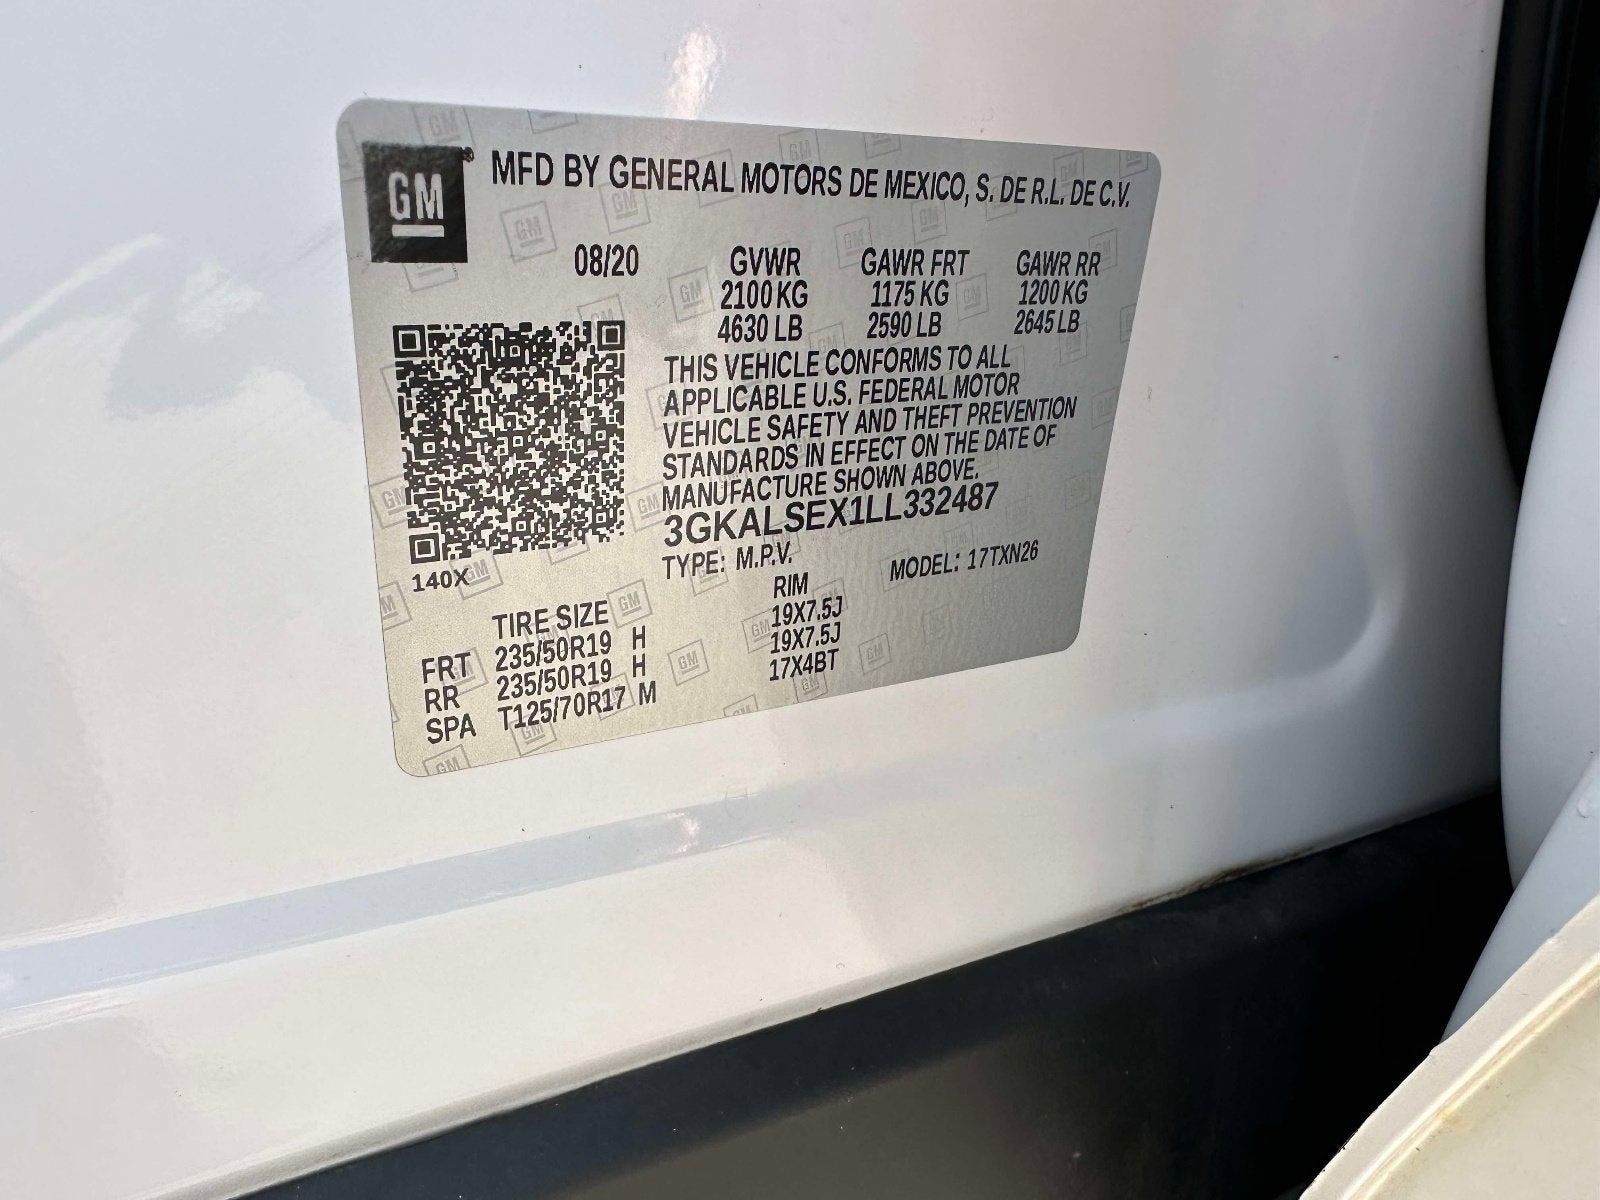 GM
MFD BY GENERAL MOTORS DE MEXICO, S. DE R.L. DE C.V.
08/20 GVWR GAWR FRT GAWR RR
2100 KG 1175 KG 1200 KG
4630 LB 2590 LB 2645 LB
THIS VEHICLE CONFORMS TO ALL
APPLICABLE U.S. FEDERAL MOTOR
VEHICLE SAFETY AND THEFT PREVENTION
STANDARDS IN EFFECT ON THE DATE OF
MANUFACTURE SHOWN ABOVE.
3GKALSEX1LL332487
TYPE: M.P.V. MODEL: 17TXN26
140X
TIRE SIZE RIM
FRT 235/50R19 H 19X7.5J
RR 235/50R19 H 19X7.5J
SPA T125/70R17 M 17X4BT